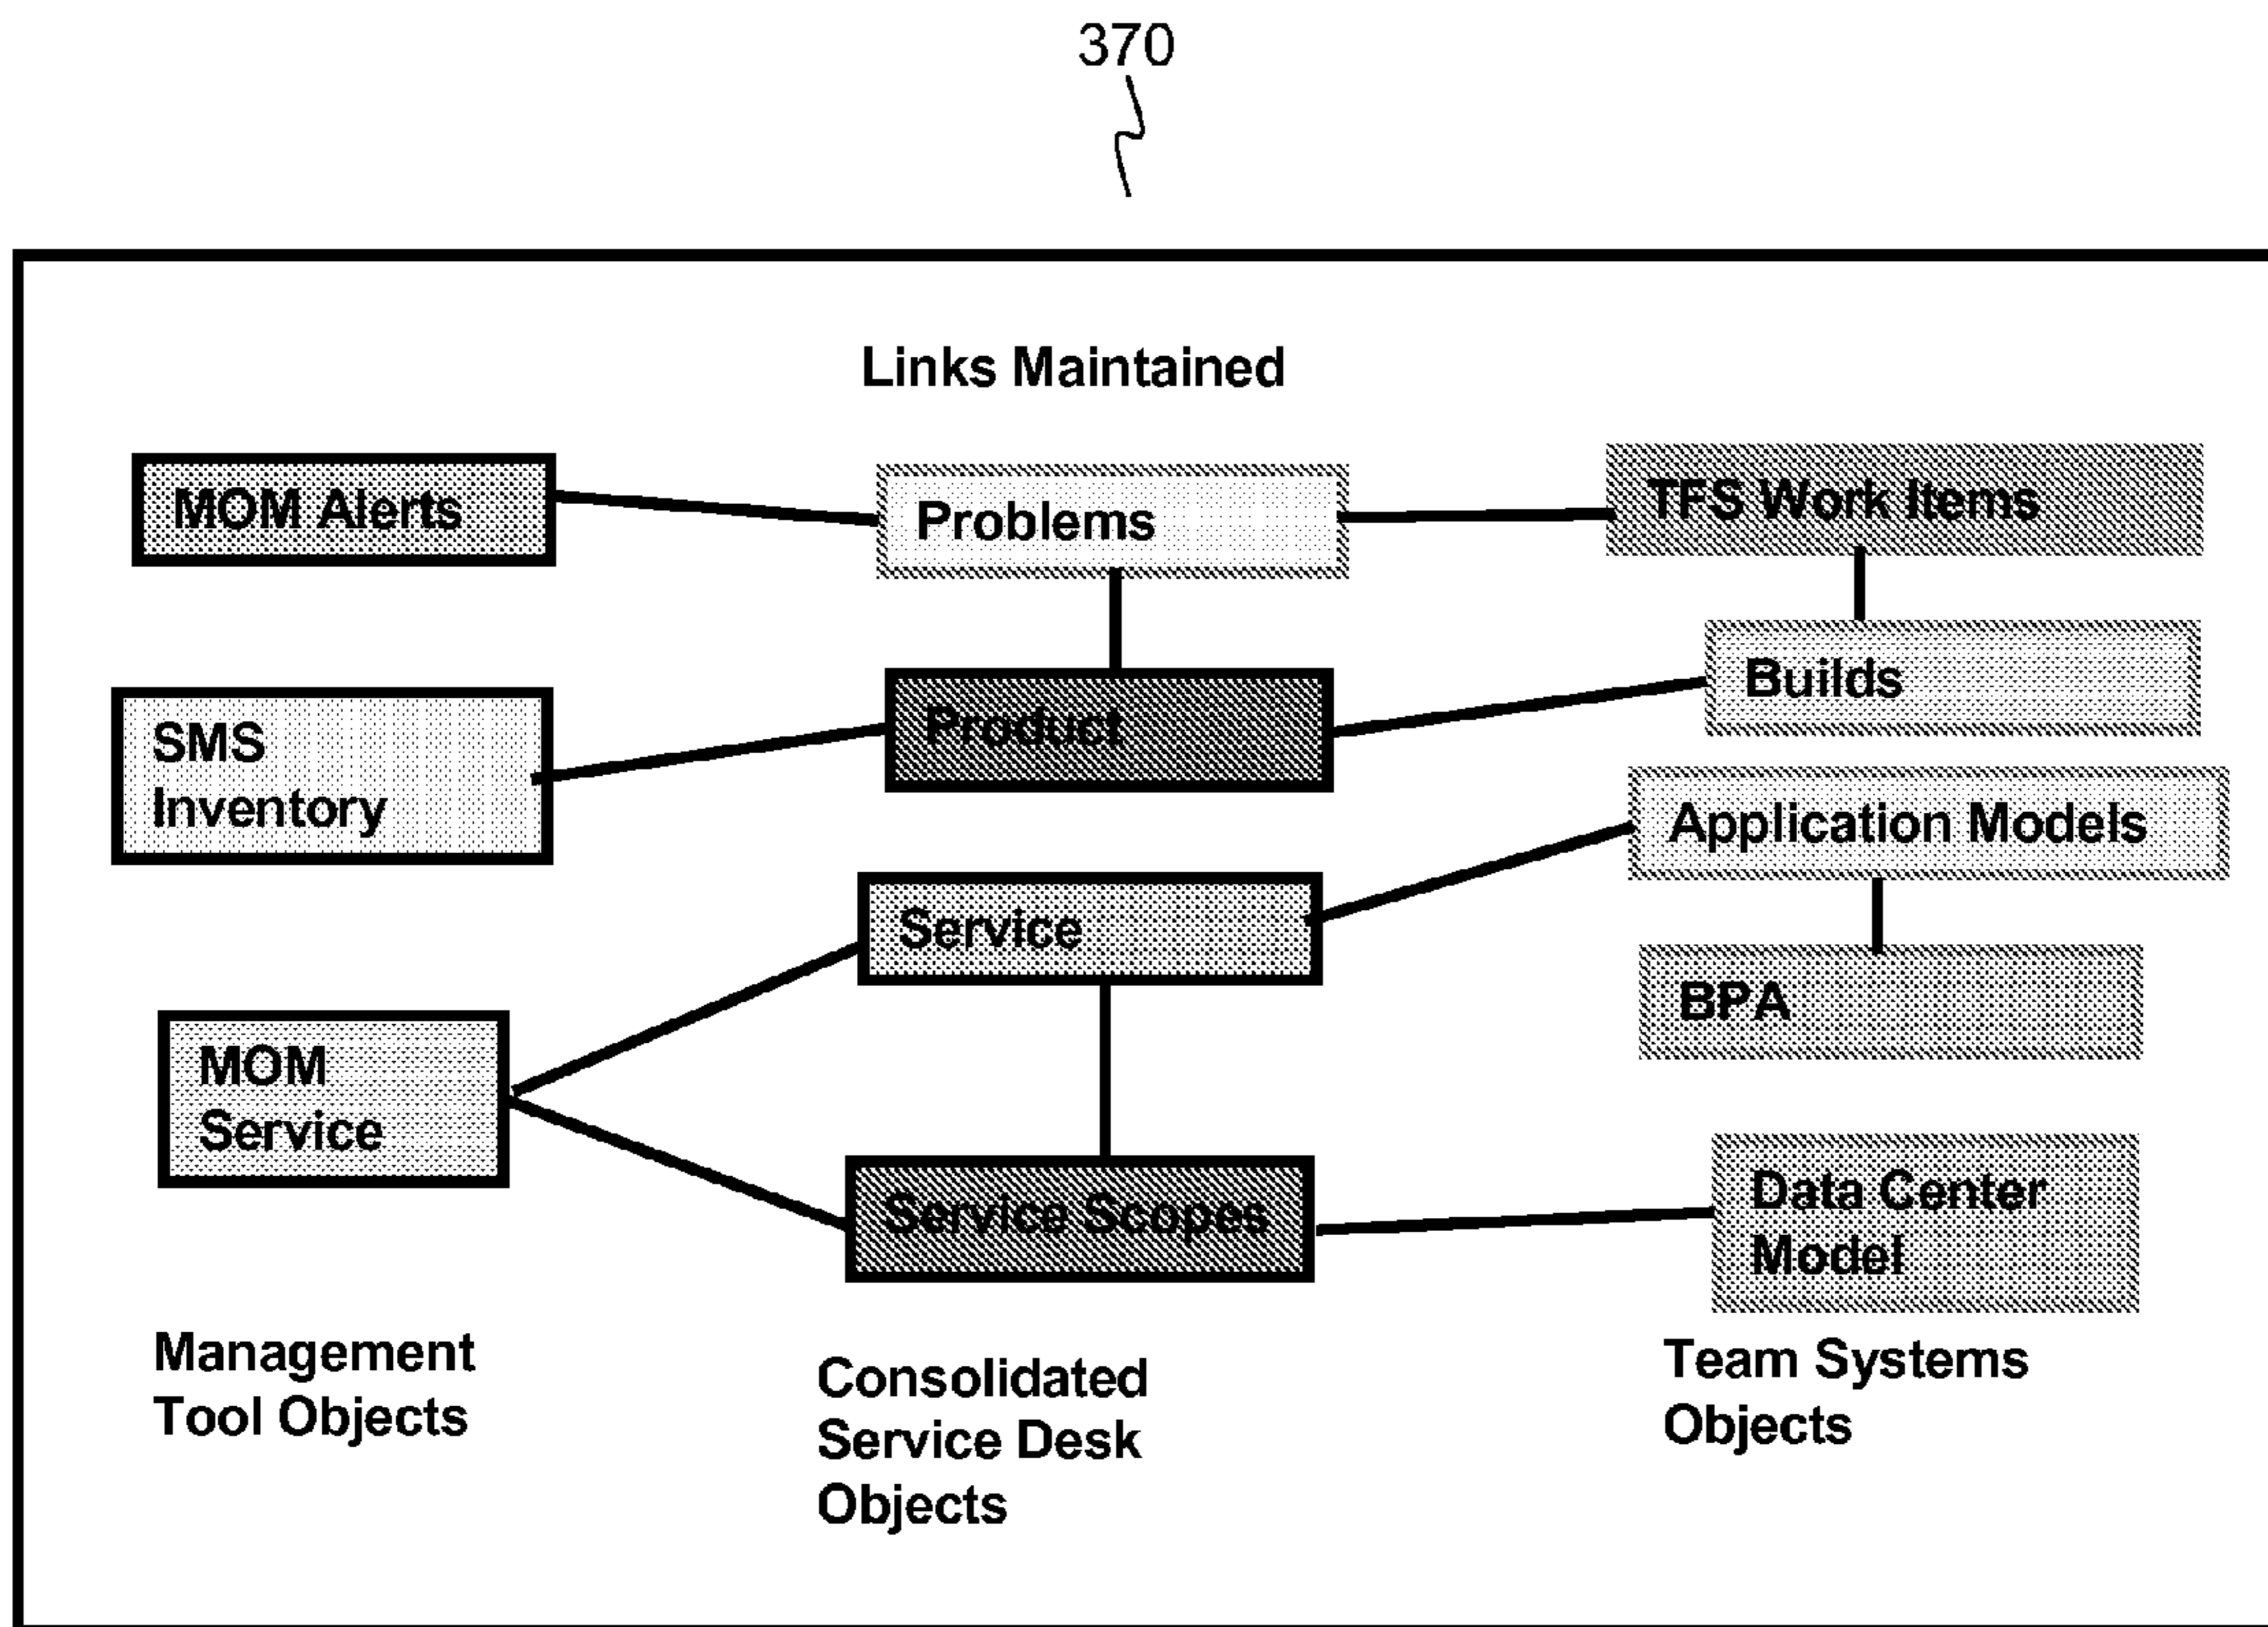 370
Links Maintained
MOM Alerts
Problems
TFS Work Items
Product
Builds
SMS
Inventory
Application Models
Service
BPA
MOM
Service
Service Scopes
Data Center
Model
Management
Tool Objects
Consolidated
Service Desk
Objects
Team Systems
Objects